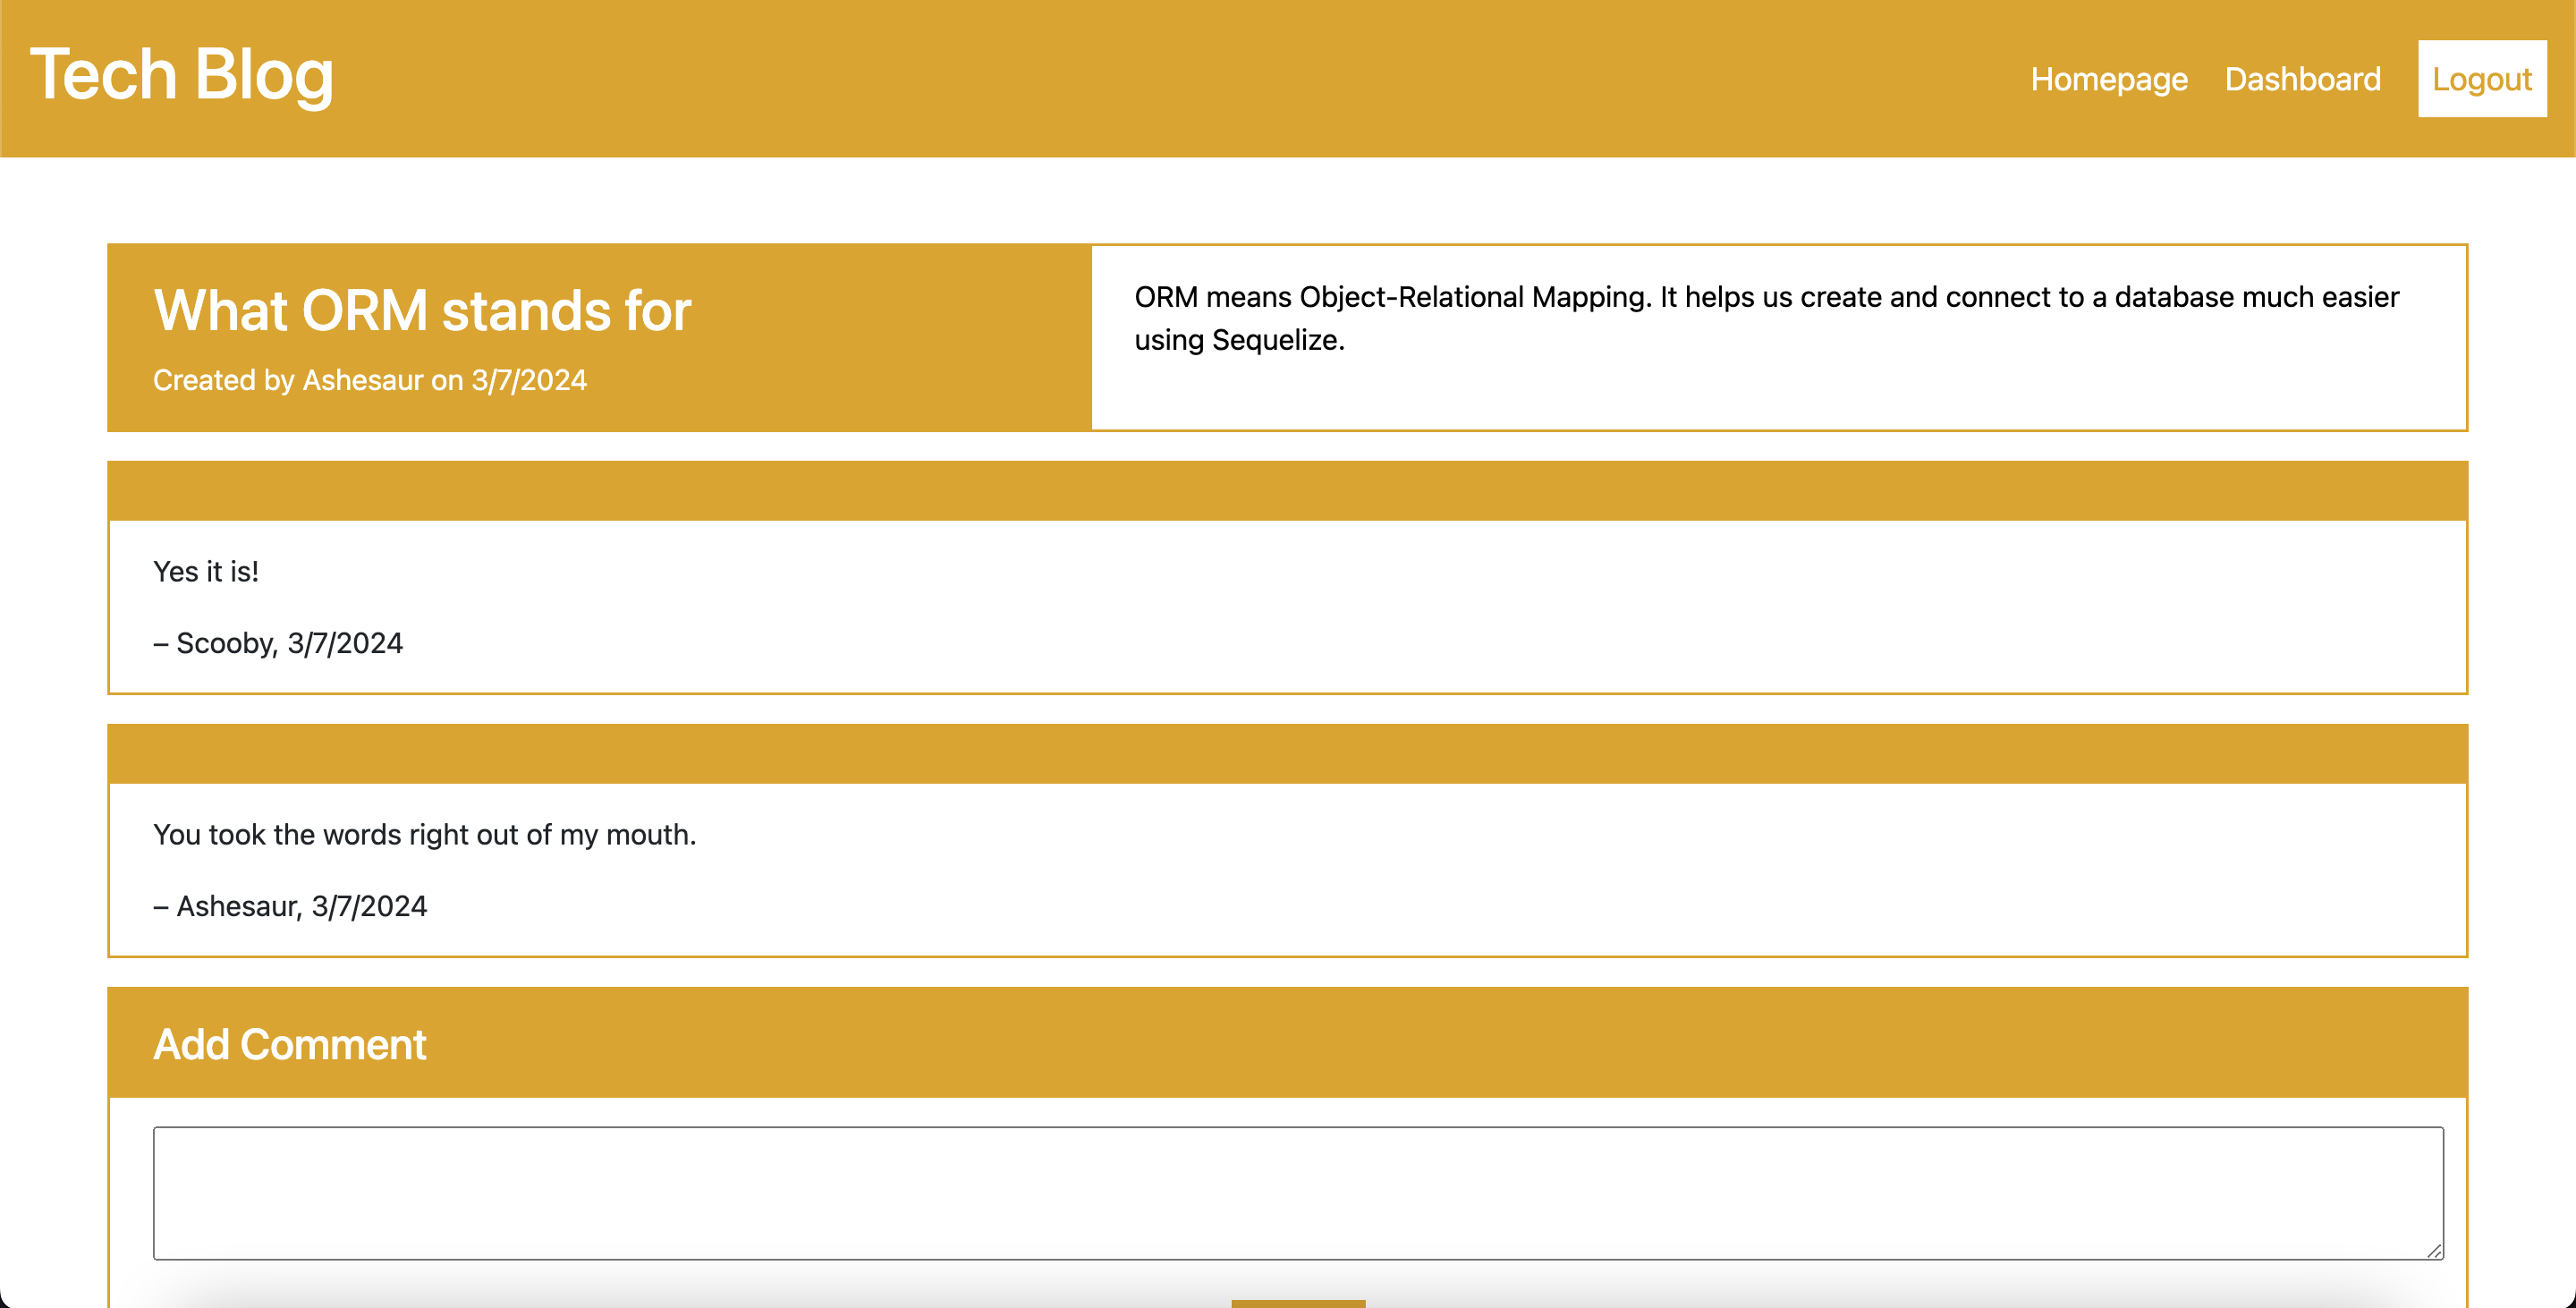 Tech Blog
Homepage Dashboard Logout
What ORM stands for
Created by Ashesaur on 3/7/2024
ORM means Object-Relational Mapping. It helps us create and connect to a database much easier
using Sequelize.
Yes it is!
– Scooby, 3/7/2024
You took the words right out of my mouth.
– Ashesaur, 3/7/2024
Add Comment